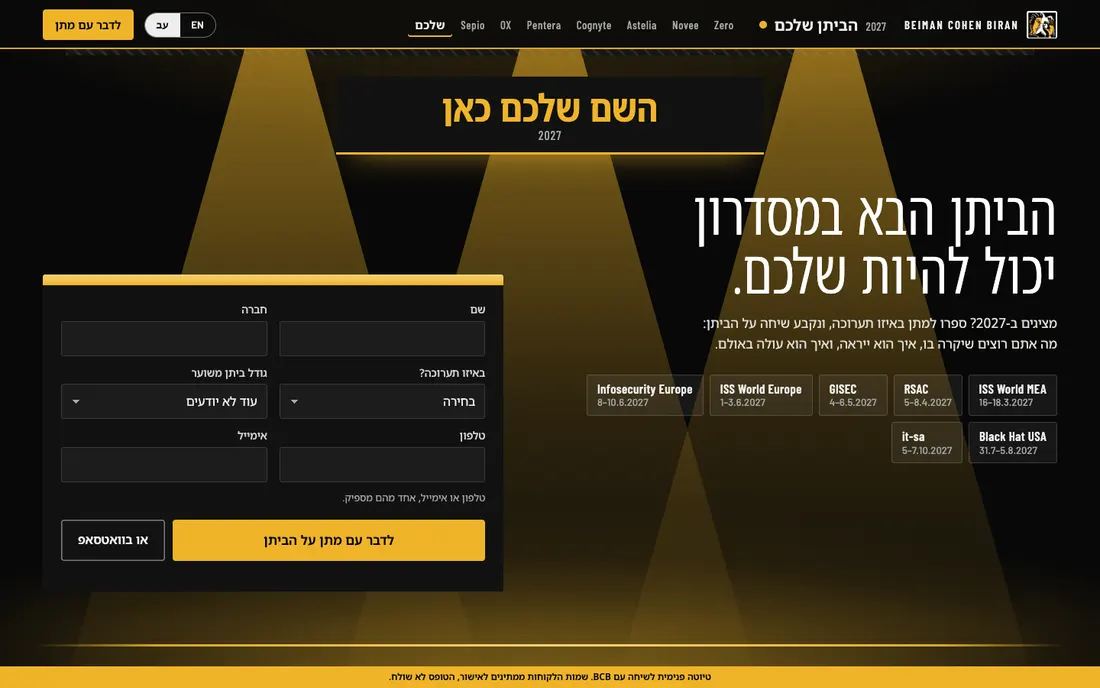 BEIMAN COHEN BIRAN
הביתן שלכם 2027
Zero
Novee
Astelia
Cognyte
Pentera
OX
Sepio
שלכם
EN
עב
לדבר עם מתן
השם שלכם כאן
2027
הביתן הבא במסדרון
יכול להיות שלכם.
מציגים ב-2027? ספרו למתן באיזו תערוכה, ונקבע שיחה על הביתן:
מה אתם רוצים שיקרה בו, איך הוא ייראה, ואיך הוא עולה באולם.
ISS World MEA
16–18.3.2027
RSAC
5–8.4.2027
GISEC
4–6.5.2027
ISS World Europe
1–3.6.2027
Infosecurity Europe
8–10.6.2027
Black Hat USA
31.7–5.8.2027
it-sa
5–7.10.2027
שם
חברה
באיזו תערוכה?
בחירה
גודל ביתן משוער
עוד לא יודעים
טלפון
אימייל
טלפון או אימייל, אחד מהם מספיק.
לדבר עם מתן על הביתן
או בוואטסאפ
טיוטה פנימית לשיחה עם BCB. שמות הלקוחות ממתינים לאישור, הטופס לא שולח.